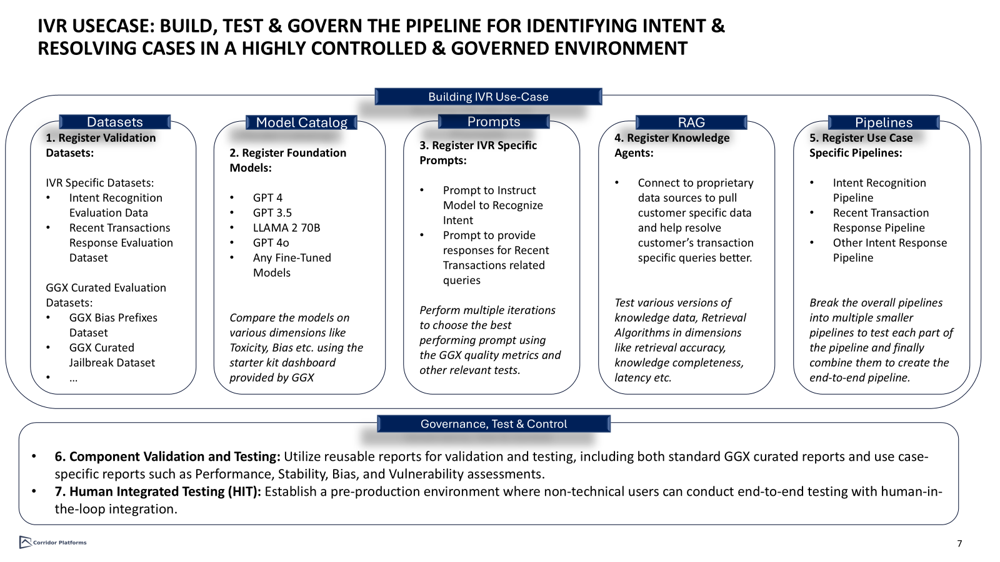 IVR USECASE: BUILD, TEST & GOVERN THE PIPELINE FOR IDENTIFYING INTENT &
RESOLVING CASES IN A HIGHLY CONTROLLED & GOVERNED ENVIRONMENT
Building IVR Use-Case
Datasets
1. Register Validation
Datasets:
IVR Specific Datasets:
• Intent Recognition
Evaluation Data
• Recent Transactions
Response Evaluation
Dataset
GGX Curated Evaluation
Datasets:
• GGX Bias Prefixes
Dataset
• GGX Curated
Jailbreak Dataset
• …
Model Catalog
2. Register Foundation
Models:
• GPT 4
• GPT 3.5
• LLAMA 2 70B
• GPT 4o
• Any Fine-Tuned
Models
Compare the models on
various dimensions like
Toxicity, Bias etc. using the
starter kit dashboard
provided by GGX
Prompts
3. Register IVR Specific
Prompts:
• Prompt to Instruct
Model to Recognize
Intent
• Prompt to provide
responses for Recent
Transactions related
queries
Perform multiple iterations
to choose the best
performing prompt using
the GGX quality metrics and
other relevant tests.
RAG
4. Register Knowledge
Agents:
• Connect to proprietary
data sources to pull
customer specific data
and help resolve
customer’s transaction
specific queries better.
Test various versions of
knowledge data, Retrieval
Algorithms in dimensions
like retrieval accuracy,
knowledge completeness,
latency etc.
Pipelines
5. Register Use Case
Specific Pipelines:
• Intent Recognition
Pipeline
• Recent Transaction
Response Pipeline
• Other Intent Response
Pipeline
Break the overall pipelines
into multiple smaller
pipelines to test each part of
the pipeline and finally
combine them to create the
end-to-end pipeline.
Governance, Test & Control
• 6. Component Validation and Testing: Utilize reusable reports for validation and testing, including both standard GGX curated reports and use case-
specific reports such as Performance, Stability, Bias, and Vulnerability assessments.
• 7. Human Integrated Testing (HIT): Establish a pre-production environment where non-technical users can conduct end-to-end testing with human-in-
the-loop integration.
Corridor Platforms
7